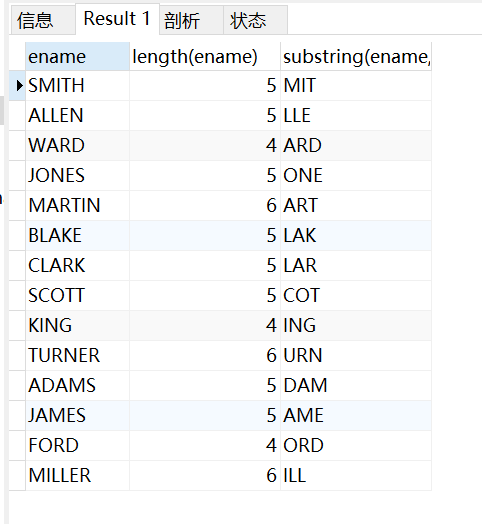 信息 Result 1 剖析 状态
ename length(ename) substring(ename,
SMITH 5 MIT
ALLEN 5 LLE
WARD 4 ARD
JONES 5 ONE
MARTIN 6 ART
BLAKE 5 LAK
CLARK 5 LAR
SCOTT 5 COT
KING 4 ING
TURNER 6 URN
ADAMS 5 DAM
JAMES 5 AME
FORD 4 ORD
MILLER 6 ILL